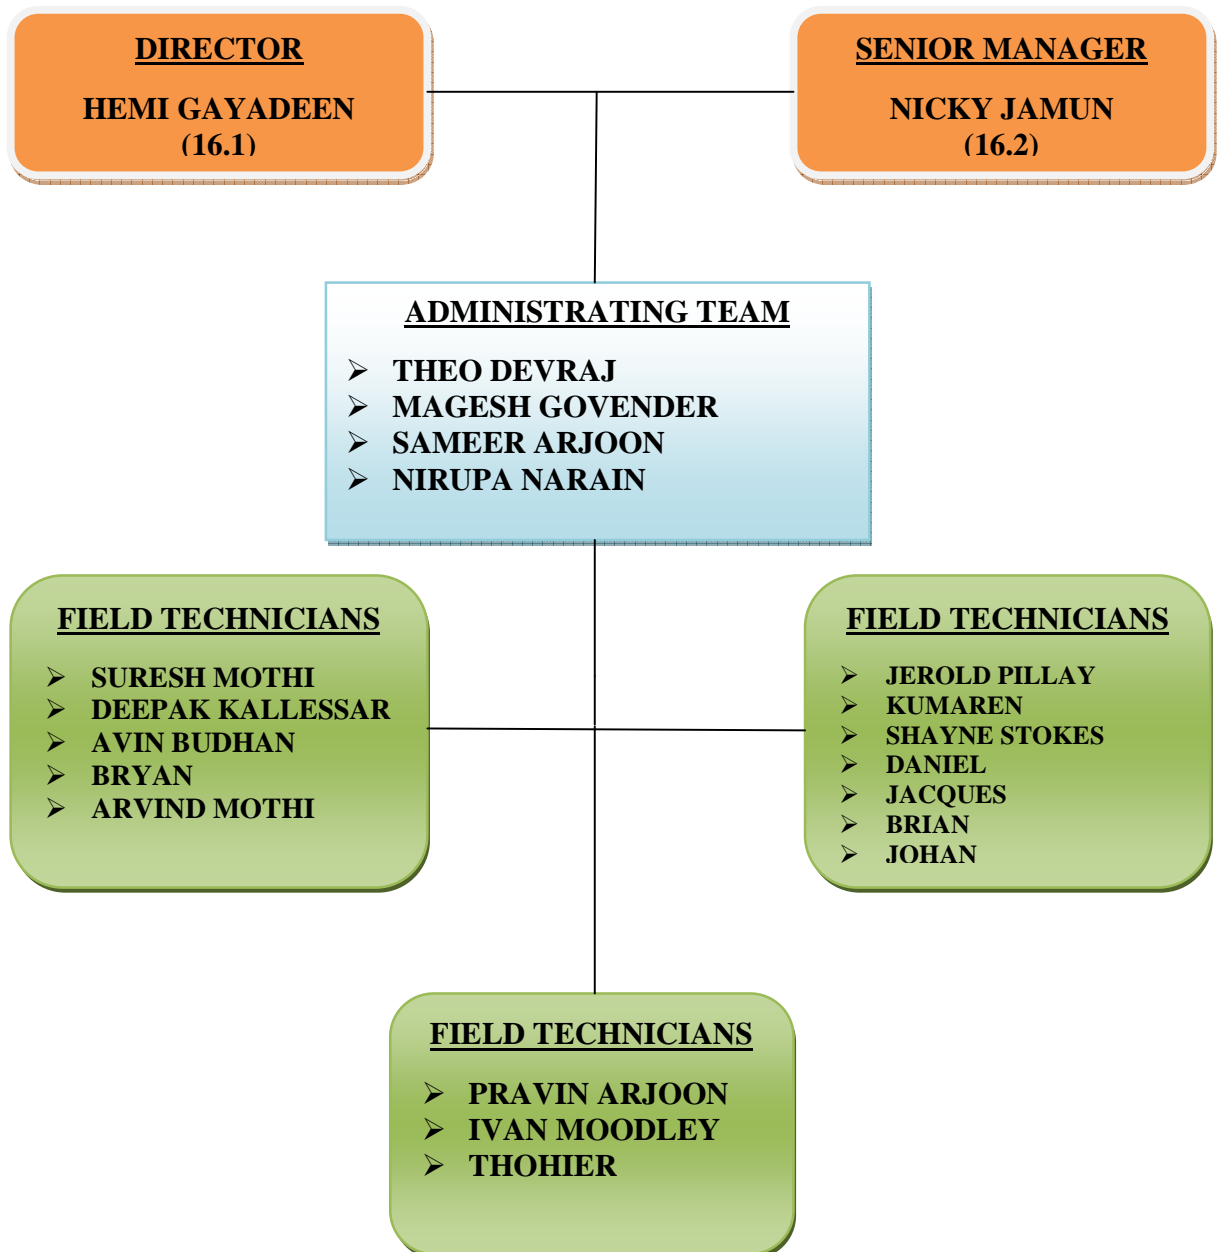 DIRECTOR
HEMI GAYADEEN
(16.1)
SENIOR MANAGER
NICKY JAMUN
(16.2)
ADMINISTRATING TEAM
➢ THEO DEVRAJ
➢ MAGESH GOVENDER
➢ SAMEER ARJOON
➢ NIRUPA NARAIN
FIELD TECHNICIANS
➢ SURESH MOTHI
➢ DEEPAK KALLESSAR
➢ AVIN BUDHAN
➢ BRYAN
➢ ARVIND MOTHI
FIELD TECHNICIANS
➢ JEROLD PILLAY
➢ KUMAREN
➢ SHAYNE STOKES
➢ DANIEL
➢ JACQUES
➢ BRIAN
➢ JOHAN
FIELD TECHNICIANS
➢ PRAVIN ARJOON
➢ IVAN MOODLEY
➢ THOHIER